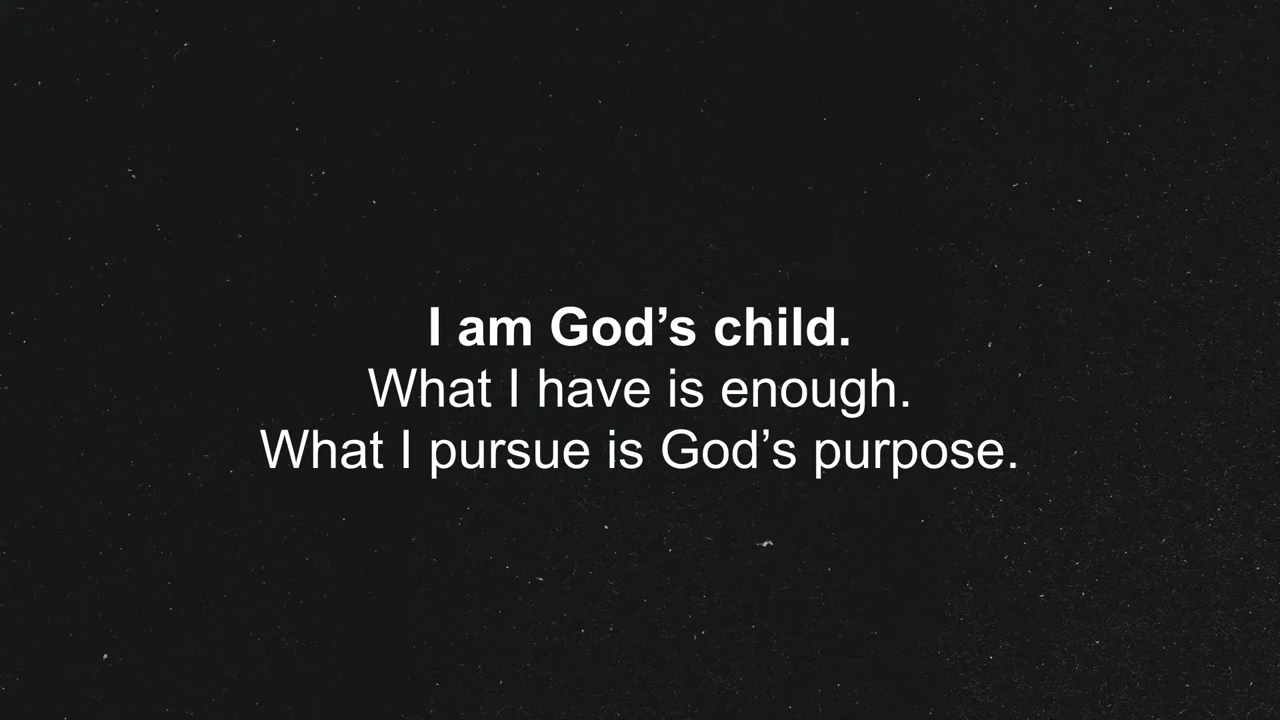 I am God’s child.
What I have is enough.
What I pursue is God’s purpose.